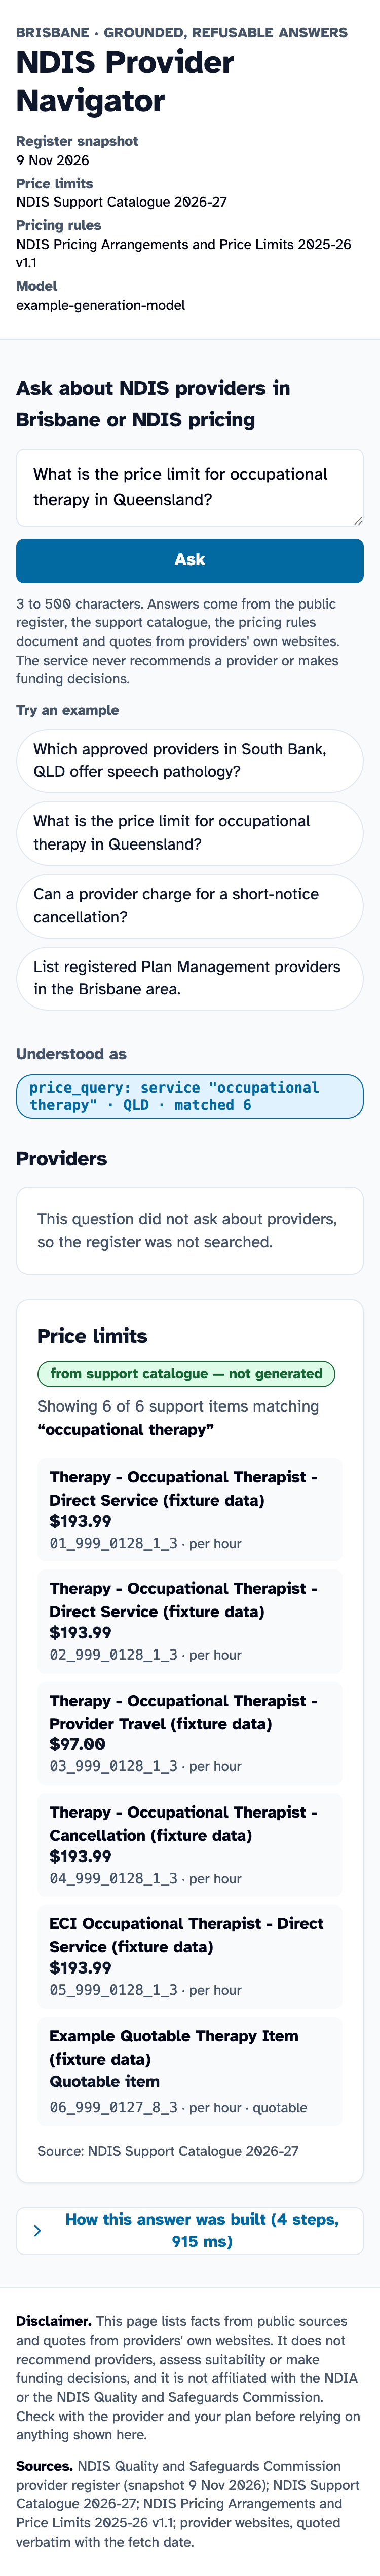 BRISBANE · GROUNDED, REFUSABLE ANSWERS
NDIS Provider
Navigator
Register snapshot
9 Nov 2026
Price limits
NDIS Support Catalogue 2026-27
Pricing rules
NDIS Pricing Arrangements and Price Limits 2025-26
v1.1
Model
example-generation-model
Ask about NDIS providers in
Brisbane or NDIS pricing
What is the price limit for occupational
therapy in Queensland?
Ask
3 to 500 characters. Answers come from the public
register, the support catalogue, the pricing rules
document and quotes from providers' own websites.
The service never recommends a provider or makes
funding decisions.
Try an example
Which approved providers in South Bank,
QLD offer speech pathology?
What is the price limit for occupational
therapy in Queensland?
Can a provider charge for a short-notice
cancellation?
List registered Plan Management providers
in the Brisbane area.
Understood as
price_query: service "occupational
therapy" · QLD · matched 6
Providers
This question did not ask about providers,
so the register was not searched.
Price limits
from support catalogue — not generated
Showing 6 of 6 support items matching
“occupational therapy”
Therapy - Occupational Therapist -
Direct Service (fixture data)
$193.99
01_999_0128_1_3 · per hour
Therapy - Occupational Therapist -
Direct Service (fixture data)
$193.99
02_999_0128_1_3 · per hour
Therapy - Occupational Therapist -
Provider Travel (fixture data)
$97.00
03_999_0128_1_3 · per hour
Therapy - Occupational Therapist -
Cancellation (fixture data)
$193.99
04_999_0128_1_3 · per hour
ECI Occupational Therapist - Direct
Service (fixture data)
$193.99
05_999_0128_1_3 · per hour
Example Quotable Therapy Item
(fixture data)
Quotable item
06_999_0127_8_3 · per hour · quotable
Source: NDIS Support Catalogue 2026-27
How this answer was built (4 steps,
915 ms)
Disclaimer. This page lists facts from public sources
and quotes from providers' own websites. It does not
recommend providers, assess suitability or make
funding decisions, and it is not affiliated with the NDIA
or the NDIS Quality and Safeguards Commission.
Check with the provider and your plan before relying on
anything shown here.
Sources. NDIS Quality and Safeguards Commission
provider register (snapshot 9 Nov 2026); NDIS Support
Catalogue 2026-27; NDIS Pricing Arrangements and
Price Limits 2025-26 v1.1; provider websites, quoted
verbatim with the fetch date.